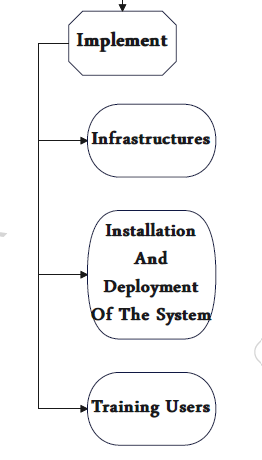 Implement
Infrastructures
Installation
And
Deployment
Of The System
Training Users